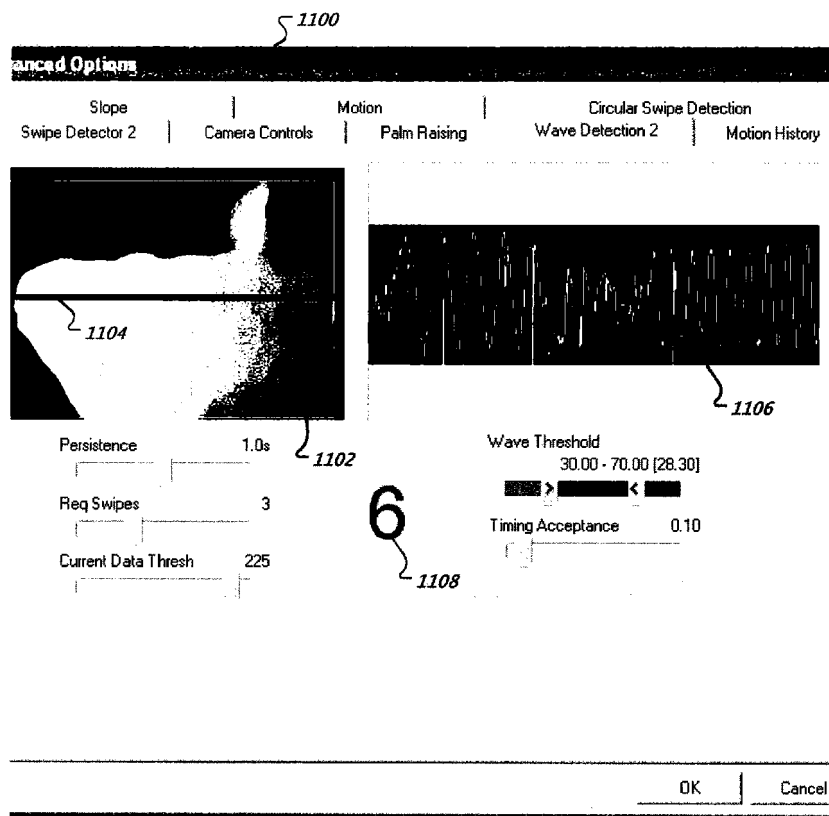 1100
anced Options
Slope Motion Circular Swipe Detection
Swipe Detector 2 Camera Controls Palm Raising Wave Detection 2 Motion History
1104
1106
1102
Persistence 1.0s
Req Swipes 3
Current Data Thresh 225
6
1108
Wave Threshold
30.00 - 70.00 [28.30]
> <
Timing Acceptance 0.10
OK Cancel